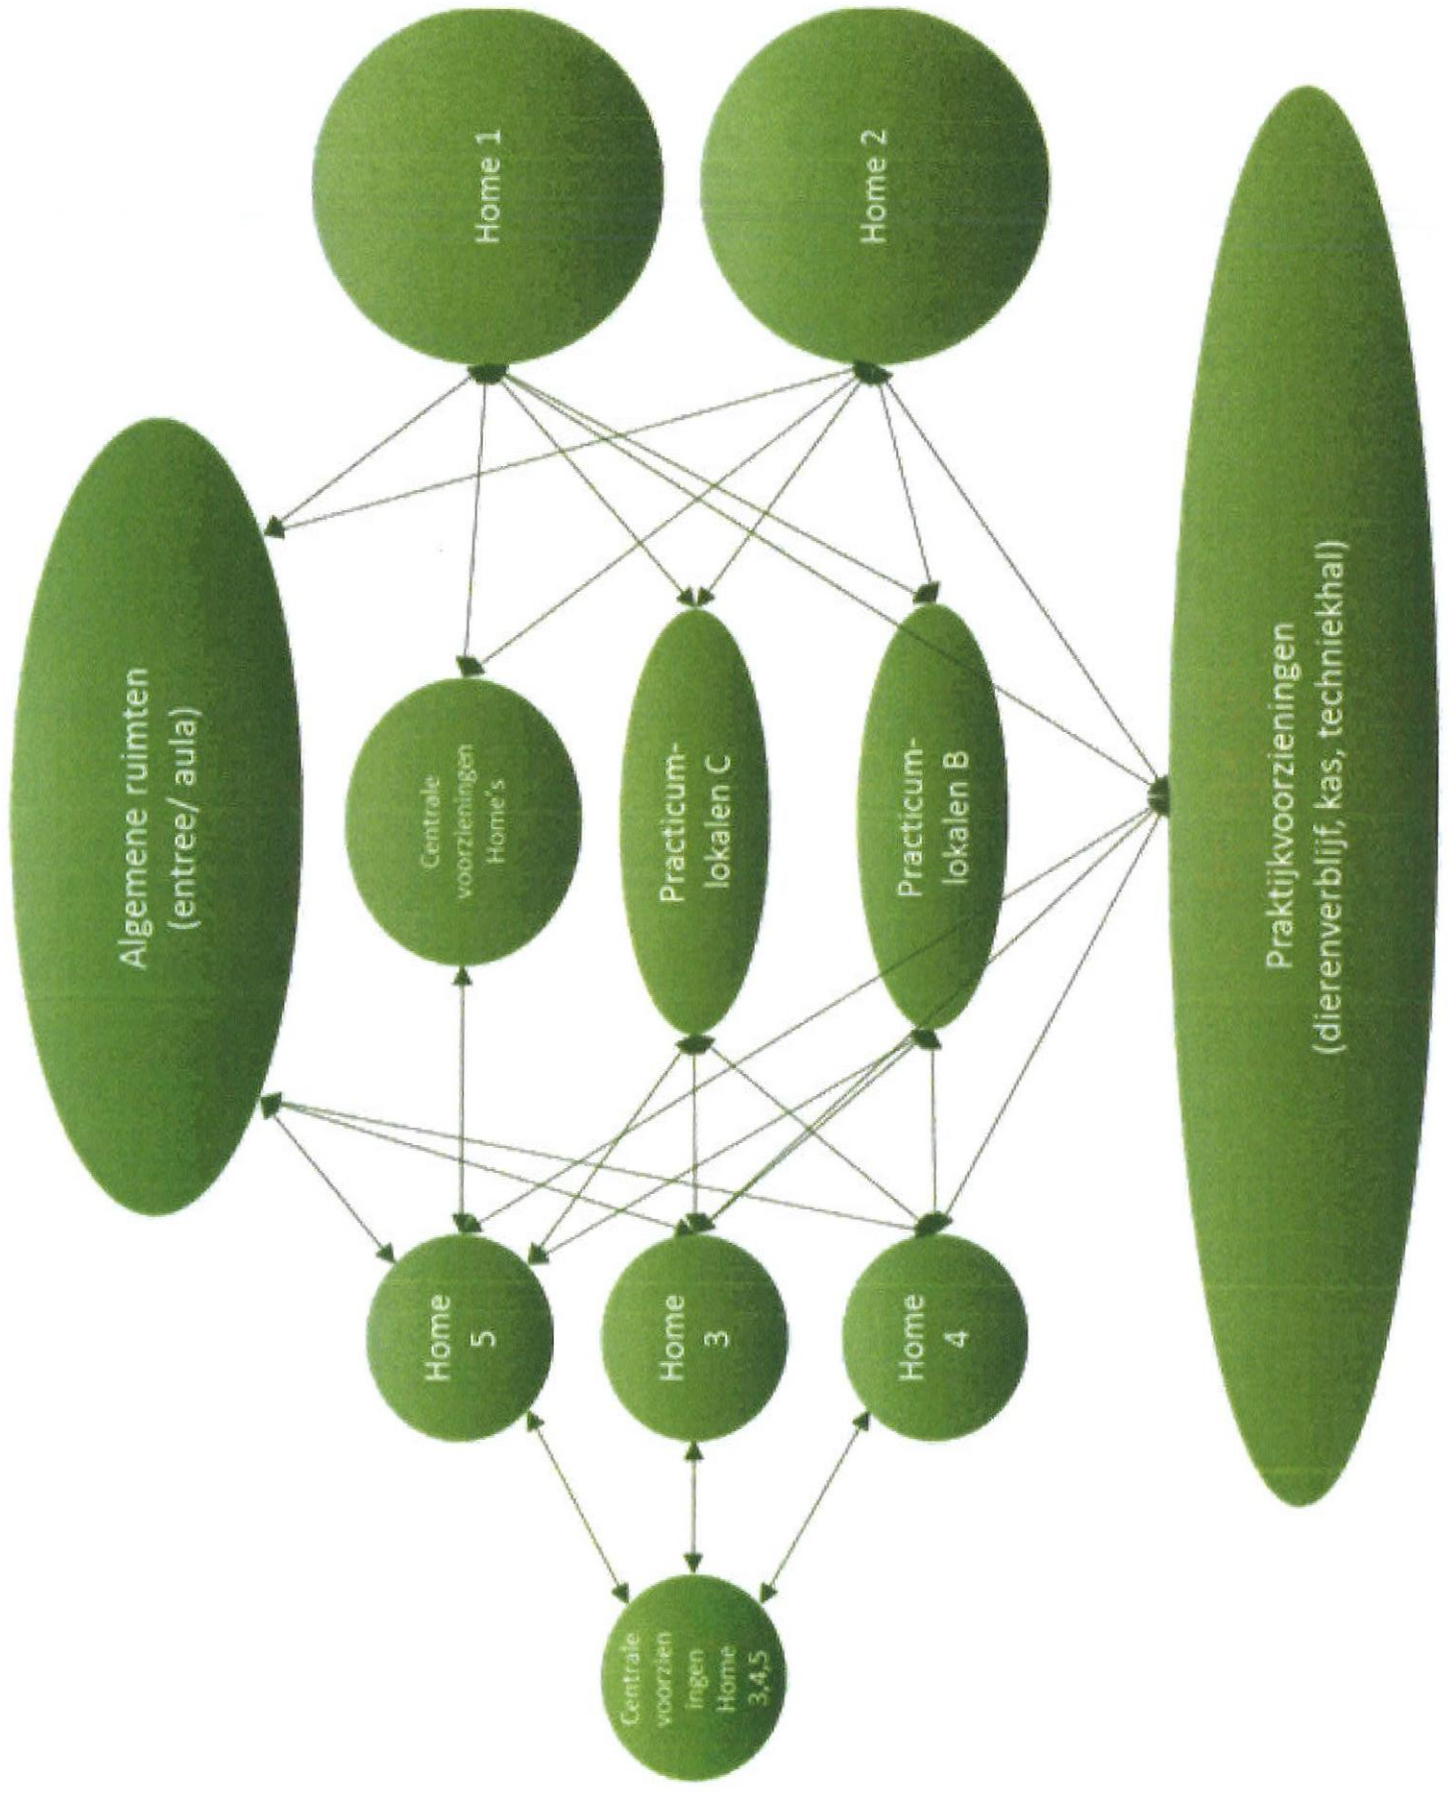 Algemene ruimten
(entree/ aula)
Centrale
voorzien
ingen
Home
3,4,5
Home
5
Home
3
Home
4
Centrale
voorzieningen
Home's
Practicum-
lokalen C
Practicum-
lokalen B
Home 1
Home 2
Praktijkvoorzieningen
(dierenverblijf, kas, techniekhal)